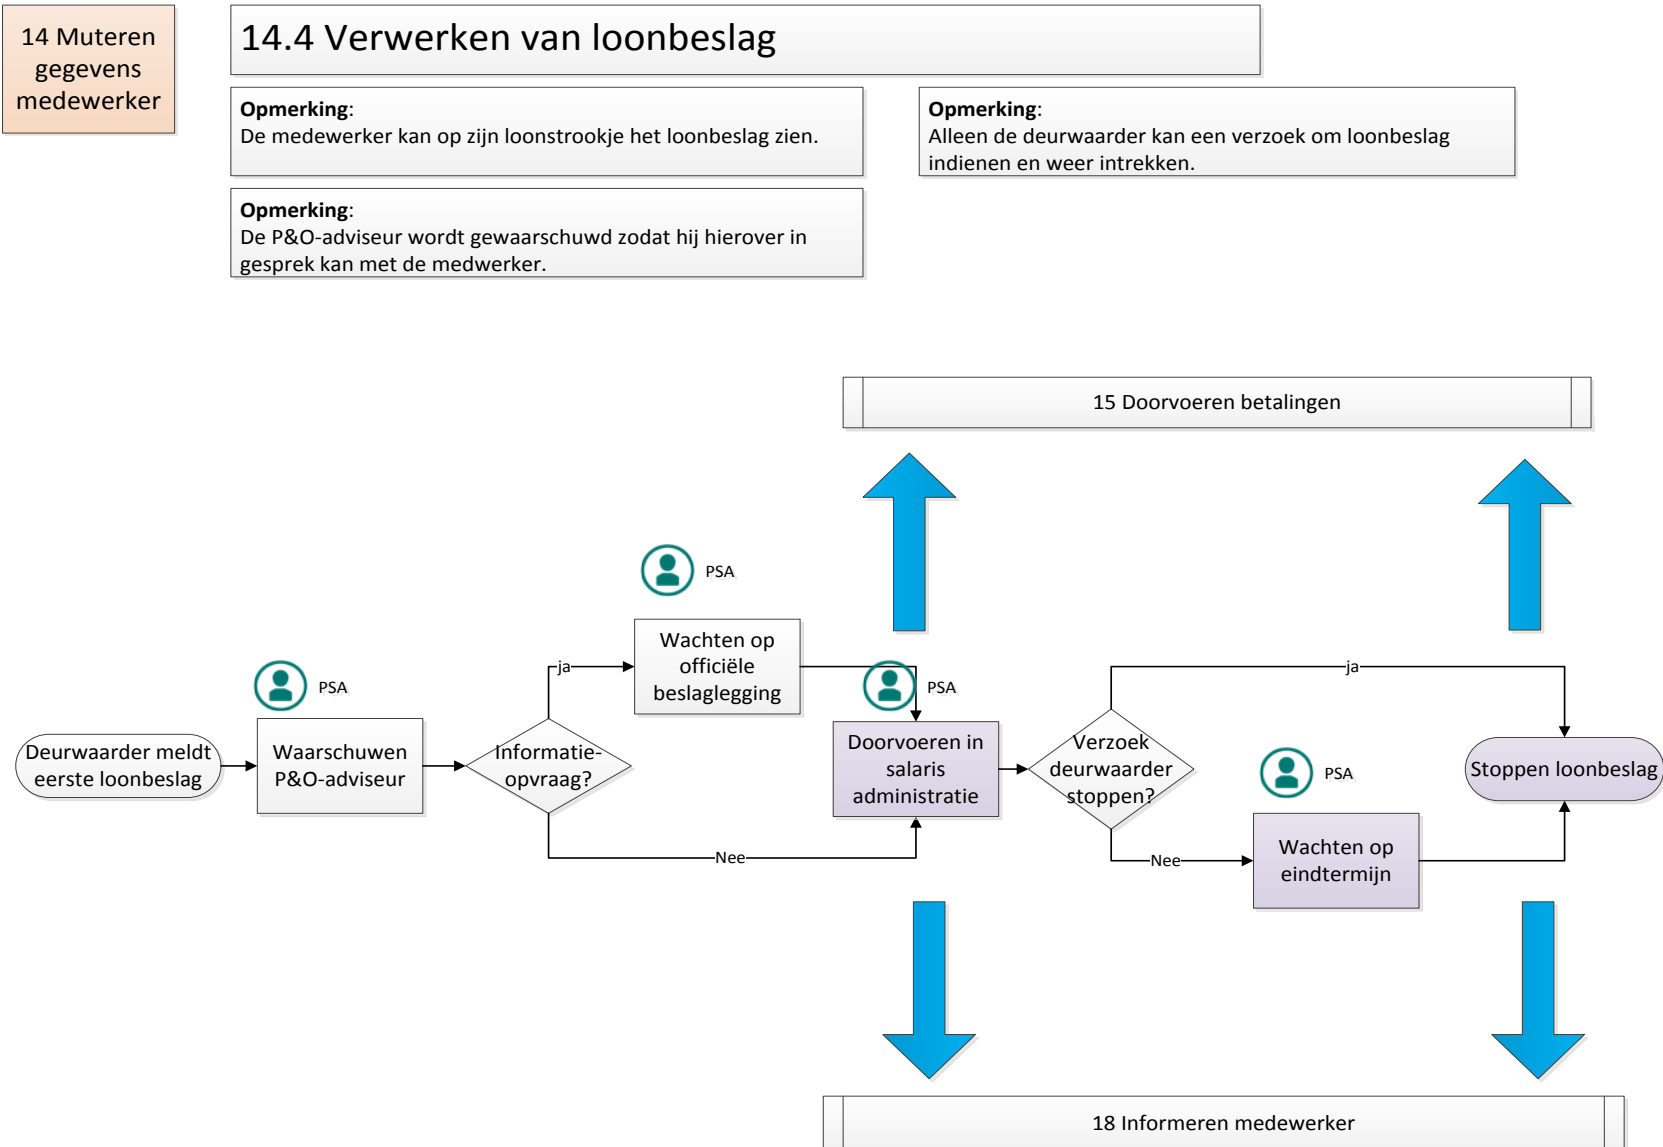 14 Muteren
gegevens
medewerker
14.4 Verwerken van loonbeslag
Opmerking:
De medewerker kan op zijn loonstrookje het loonbeslag zien.
Opmerking:
Alleen de deurwaarder kan een verzoek om loonbeslag
indienen en weer intrekken.
Opmerking:
De P&O-adviseur wordt gewaarschuwd zodat hij hierover in
gesprek kan met de medwerker.
15 Doorvoeren betalingen
PSA
Wachten op
officiële
beslaglegging
ja
ja
PSA
PSA
Deurwaarder meldt
eerste loonbeslag
Waarschuwen
P&O-adviseur
Informatie-
opvraag?
Doorvoeren in
salaris
administratie
Verzoek
deurwaarder
stoppen?
PSA
Stoppen loonbeslag
Nee
Nee
Wachten op
eindtermijn
18 Informeren medewerker